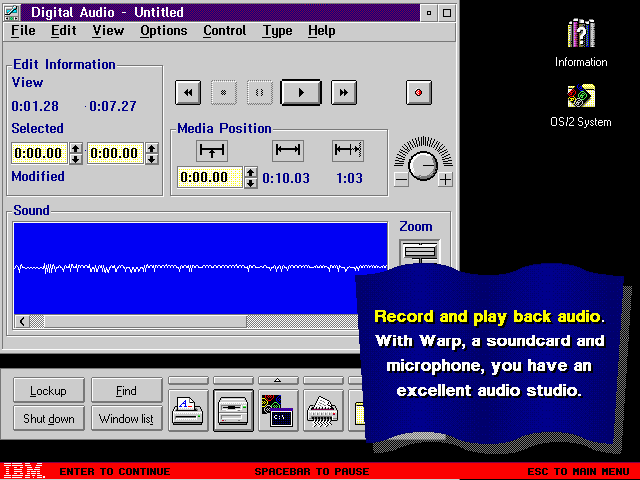 Digital Audio - Untitled
File Edit View Options Control Type Help
Edit Information
View
0:01.28 0:07.27
Selected
0:00.00 0:00.00
Modified
Media Position
0:00.00 0:10.03 1:03
Sound
Zoom
Information
OS/2 System
Record and play back audio.
With Warp, a soundcard and
microphone, you have an
excellent audio studio.
Lockup Find
Shut down Window list
IBM. ENTER TO CONTINUE SPACEBAR TO PAUSE ESC TO MAIN MENU